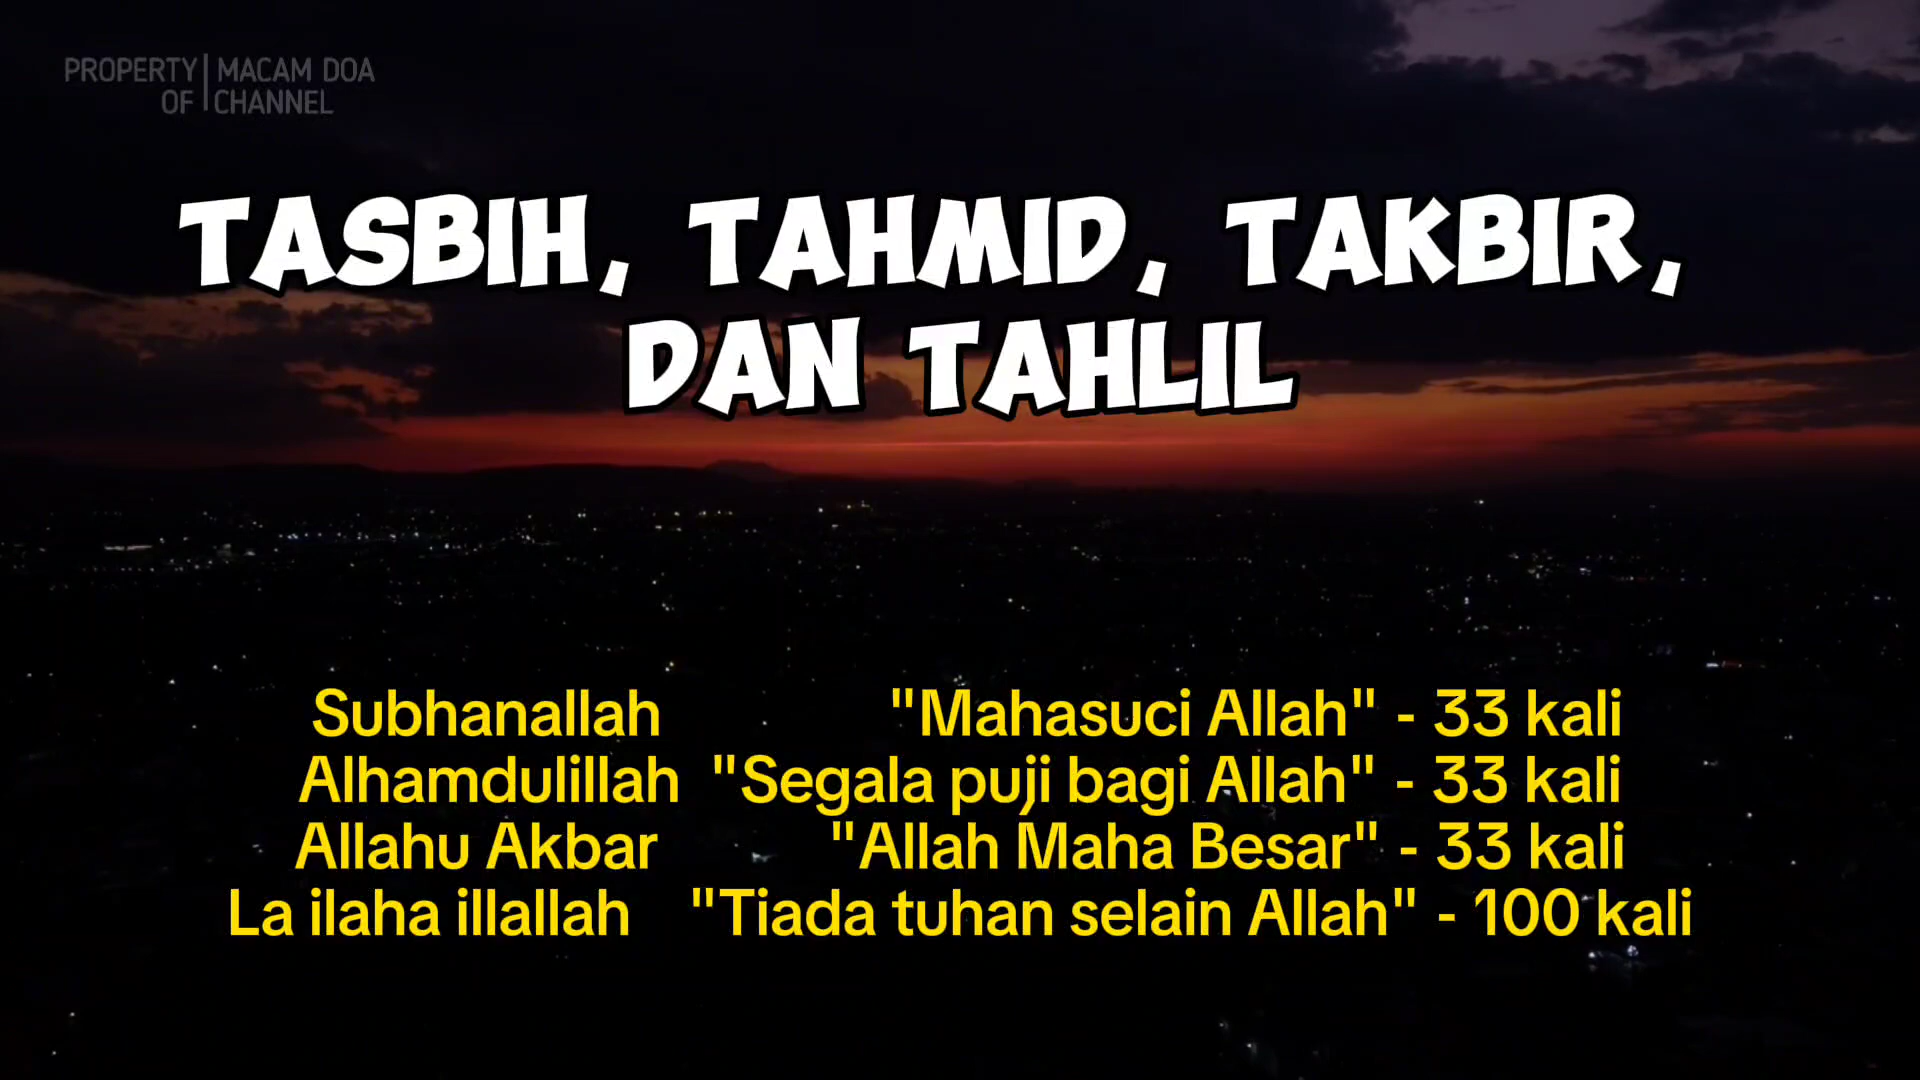 PROPERTY OF | MACAM DOA CHANNEL
TASBIH, TAHMID, TAKBIR,
DAN TAHLIL
Subhanallah "Mahasuci Allah" - 33 kali
Alhamdulillah "Segala puji bagi Allah" - 33 kali
Allahu Akbar "Allah Maha Besar" - 33 kali
La ilaha illallah "Tiada tuhan selain Allah" - 100 kali